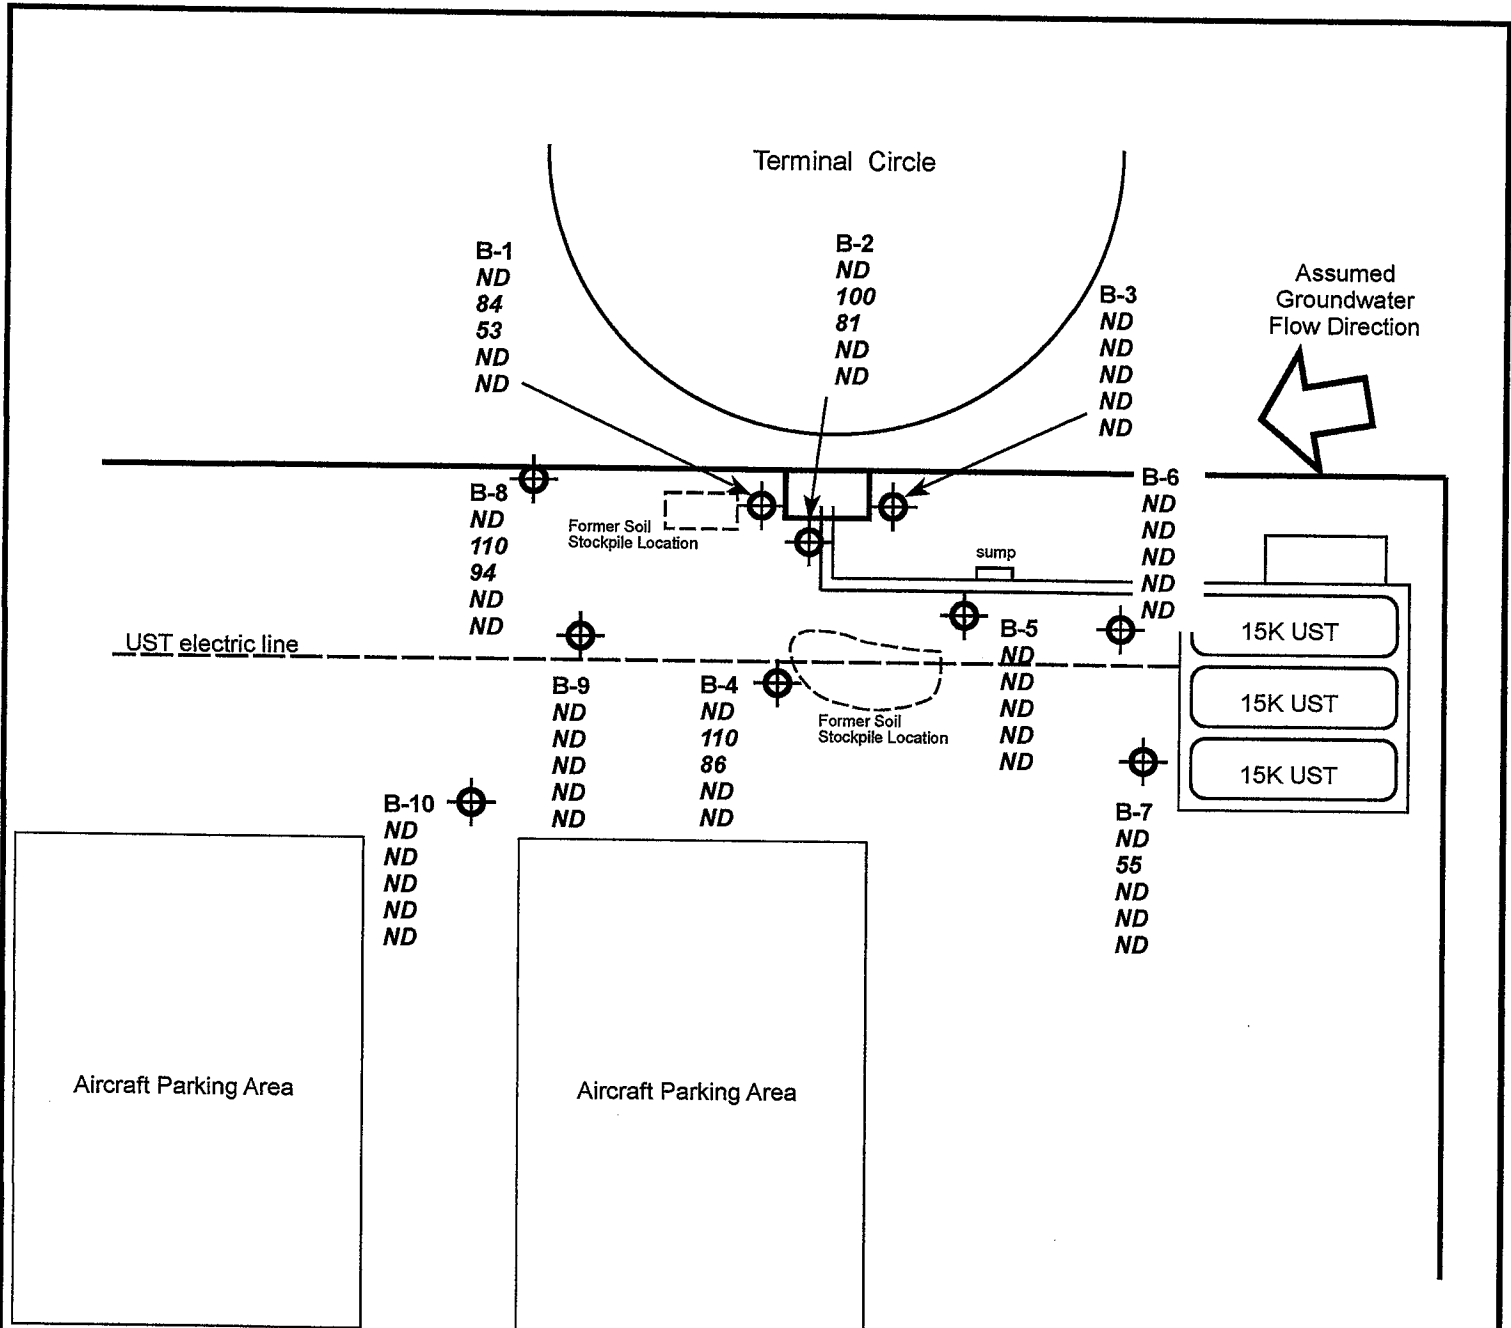 Terminal Circle
B-1
ND
84
53
ND
ND
B-2
ND
100
81
ND
ND
B-3
ND
ND
ND
ND
ND
Assumed
Groundwater
Flow Direction
B-8
ND
110
94
ND
ND
Former Soil
Stockpile Location
sump
B-6
ND
ND
ND
ND
ND
UST electric line
B-9
ND
ND
ND
ND
ND
B-4
ND
110
86
ND
ND
Former Soil
Stockpile Location
B-5
ND
ND
ND
ND
ND
15K UST
15K UST
15K UST
B-10
ND
ND
ND
ND
ND
B-7
ND
55
ND
ND
ND
Aircraft Parking Area
Aircraft Parking Area